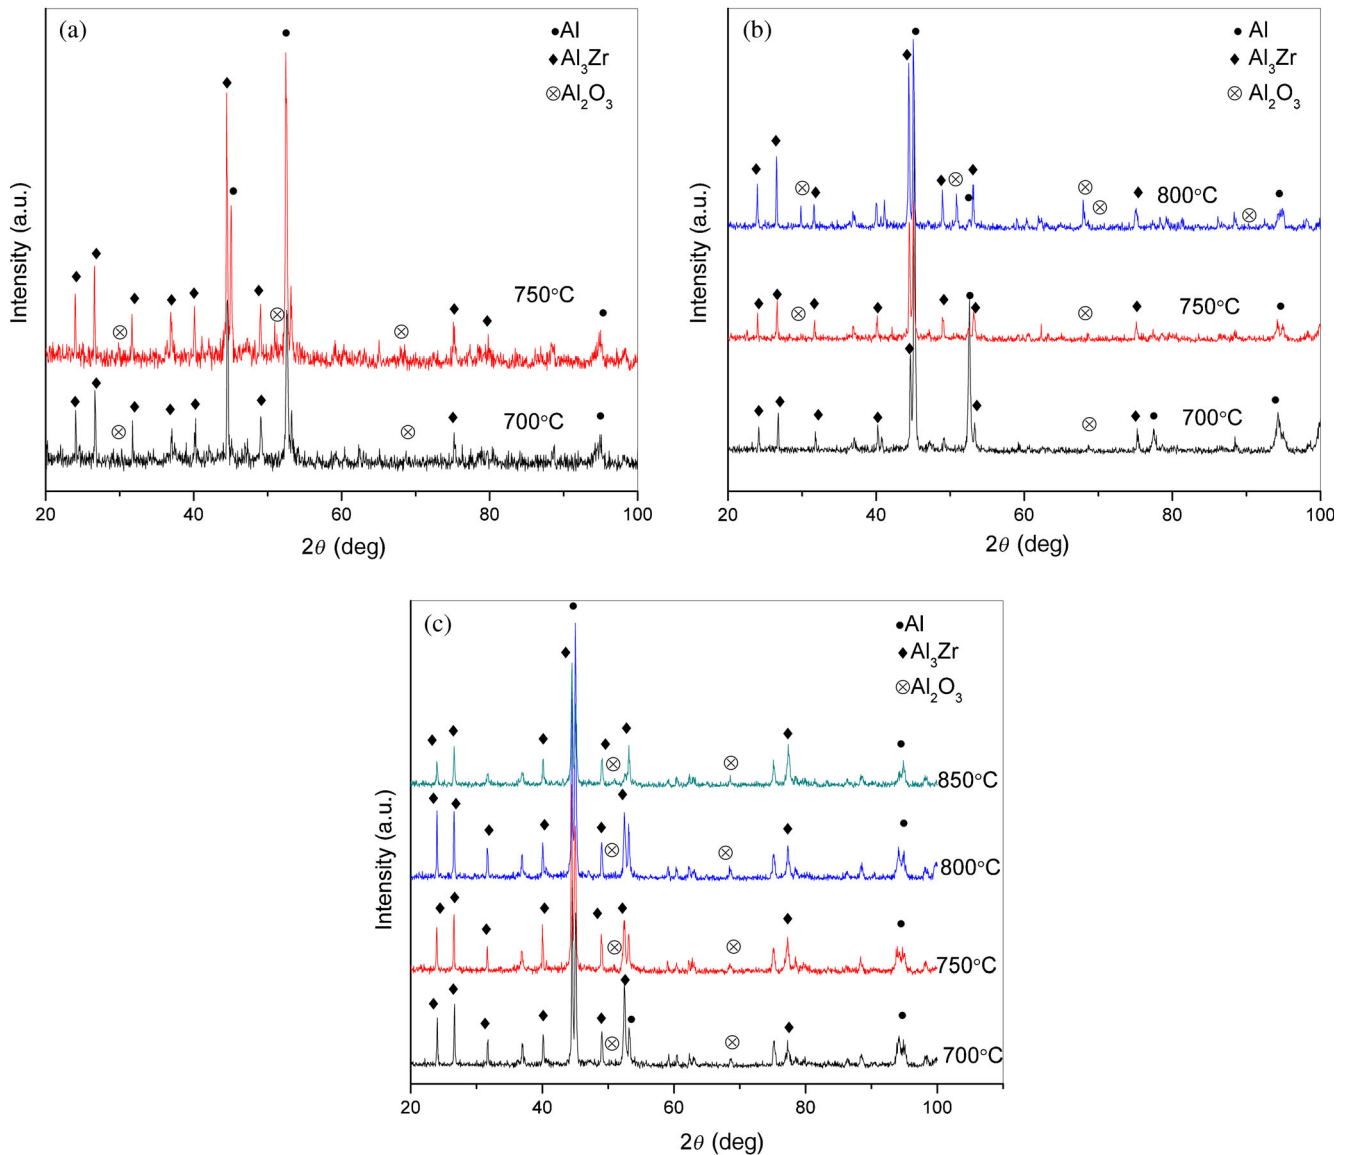 (a)
•Al
◆Al₃Zr
⊗Al₂O₃
750°C
700°C
Intensity (a.u.)
20 40 60 80 100
2θ (deg)
(b)
• Al
◆ Al₃Zr
⊗ Al₂O₃
800°C
750°C
700°C
Intensity (a.u.)
20 40 60 80 100
2θ (deg)
(c)
•Al
◆Al₃Zr
⊗Al₂O₃
850°C
800°C
750°C
700°C
Intensity (a.u.)
20 40 60 80 100
2θ (deg)